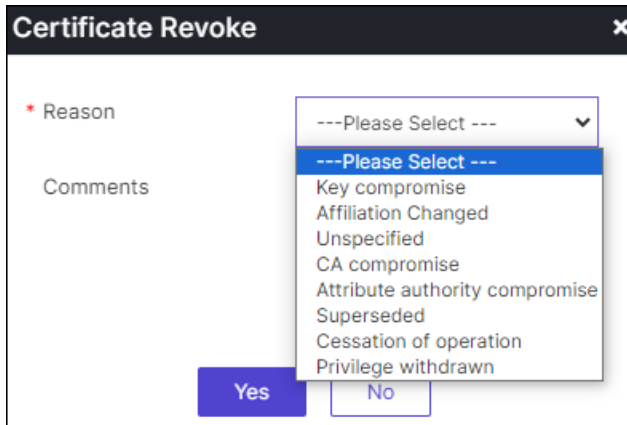 Certificate Revoke ×
* Reason
---Please Select ---
---Please Select ---
Comments
Key compromise
Affiliation Changed
Unspecified
CA compromise
Attribute authority compromise
Superseded
Cessation of operation
Privilege withdrawn
Yes No